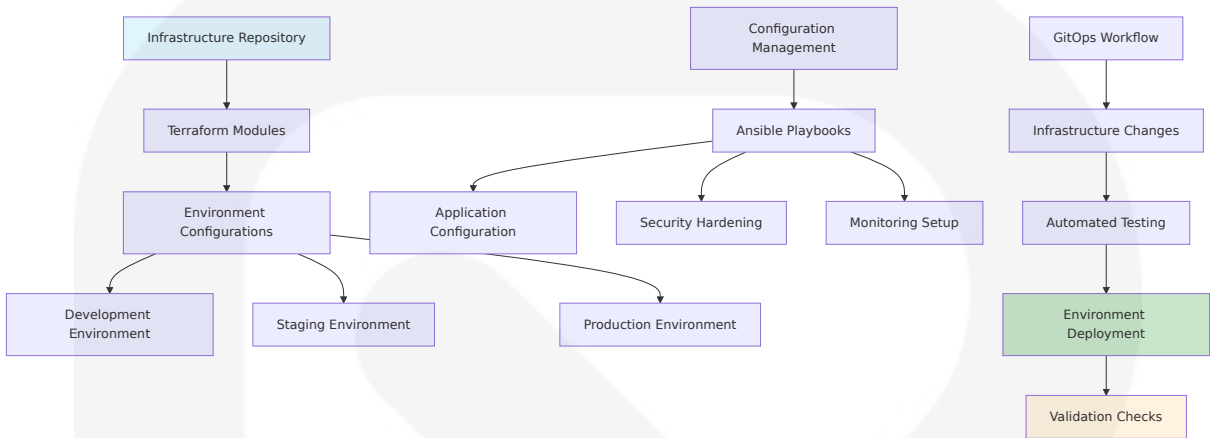 Infrastructure Repository
Configuration
Management
GitOps Workflow
Terraform Modules
Ansible Playbooks
Infrastructure Changes
Environment
Configurations
Application
Configuration
Security Hardening
Monitoring Setup
Automated Testing
Development
Environment
Staging Environment
Production Environment
Environment
Deployment
Validation Checks